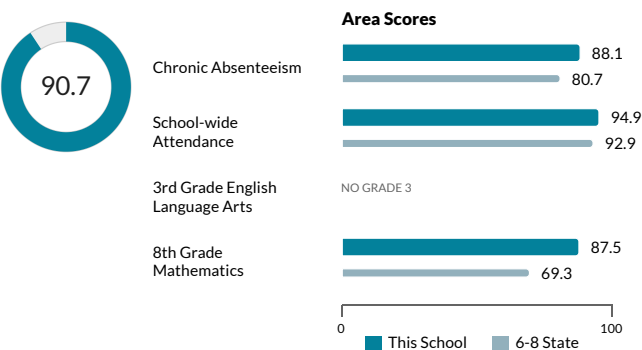 Area Scores
90.7
Chronic Absenteeism
88.1
80.7
School-wide
Attendance
94.9
92.9
3rd Grade English
Language Arts
NO GRADE 3
8th Grade
Mathematics
87.5
69.3
0
100
This School
6-8 State